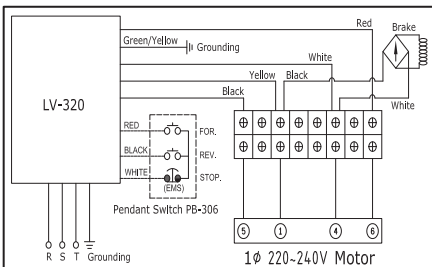 Red
Brake
Green/Yellow
Grounding
White
Yellow
Black
LV-320
Black
White
RED
FOR.
BLACK
REV.
WHITE
STOP.
(EMS)
Pendant Switch PB-306
5
1
4
6
R S T Grounding
1ϕ 220~240V Motor